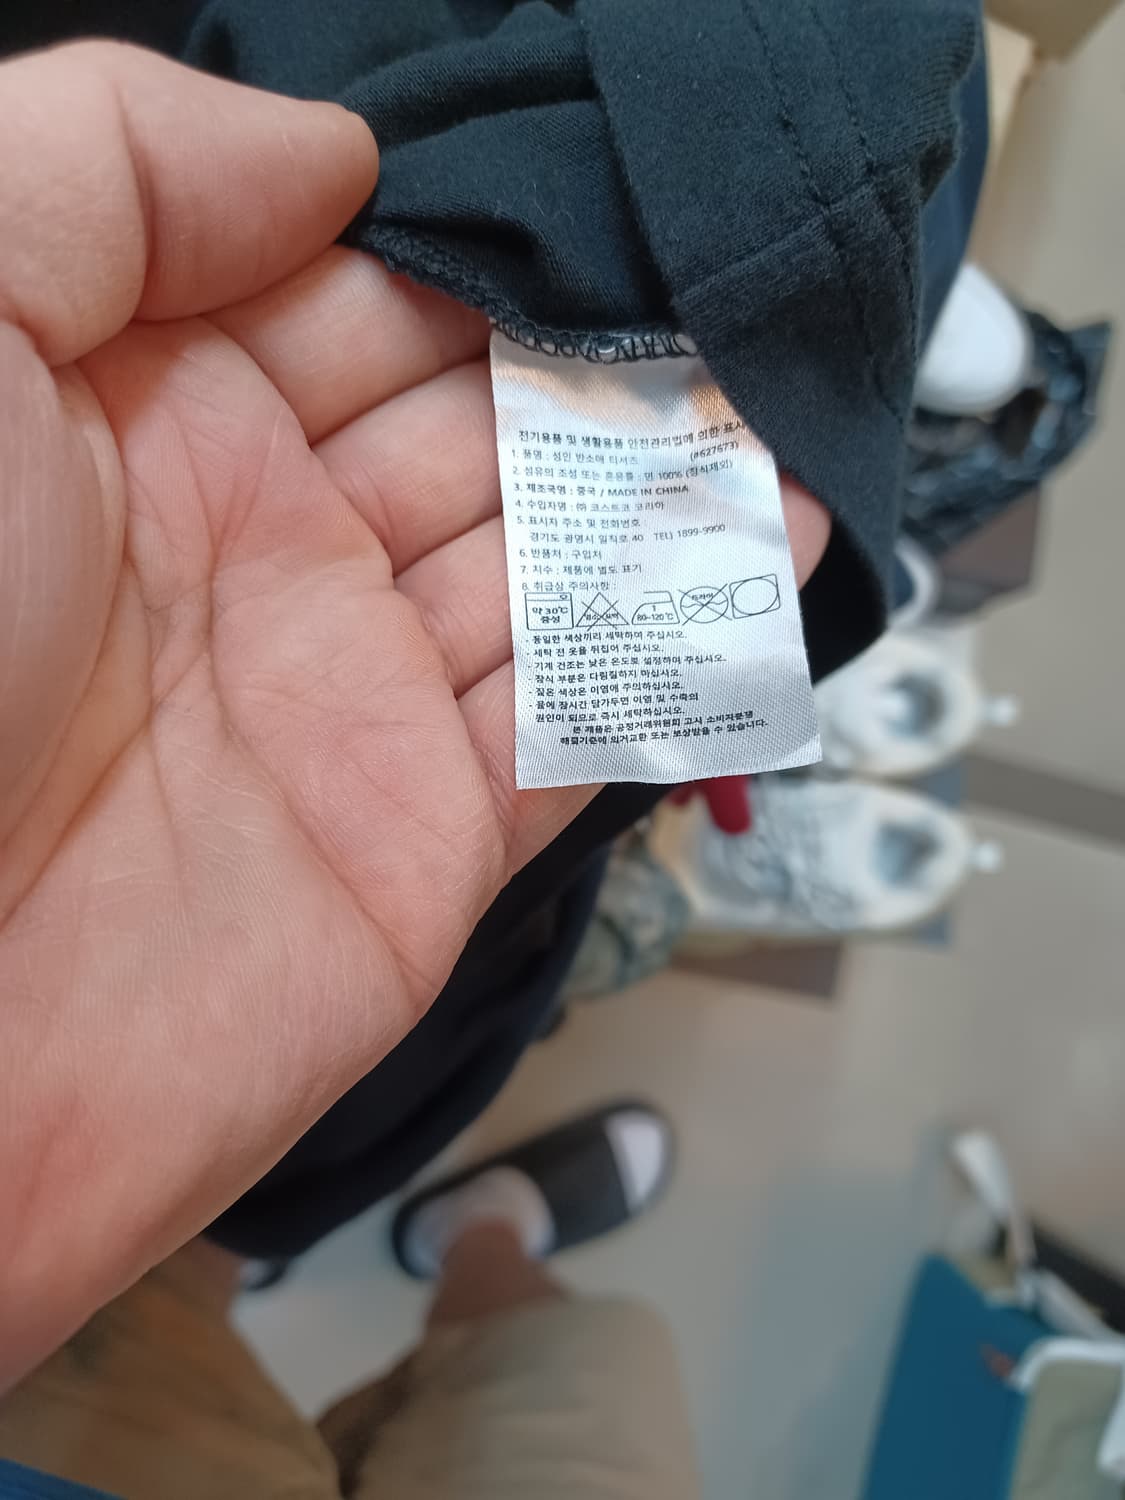 전기용품 및 생활용품 안전관리법에 의한 표시
1. 품명 : 성인 반소매 티셔츠 (#627673)
2. 섬유의 조성 또는 혼용률 : 면 100% (장식제외)
3. 제조국명 : 중국 / MADE IN CHINA
4. 수입자명 : ㈜ 코스트코 코리아
5. 표시자 주소 및 전화번호 :
경기도 광명시 일직로 40 TEL) 1899-9900
6. 반품처 : 구입처
7. 치수 : 제품에 별도 표기
8. 취급상 주의사항 :
약 30℃
중성
1
80~120℃
드라이
- 동일한 색상끼리 세탁하여 주십시오.
- 세탁 전 옷을 뒤집어 주십시오.
- 기계 건조는 낮은 온도로 설정하여 주십시오.
- 장식 부분은 다림질하지 마십시오.
- 짙은 색상은 이염에 주의하십시오.
- 물에 장시간 담가두면 이염 및 수축의
원인이 되므로 즉시 세탁하십시오.
본 제품은 공정거래위원회 고시 소비자분쟁
해결기준에 의거교환 또는 보상받을 수 있습니다.